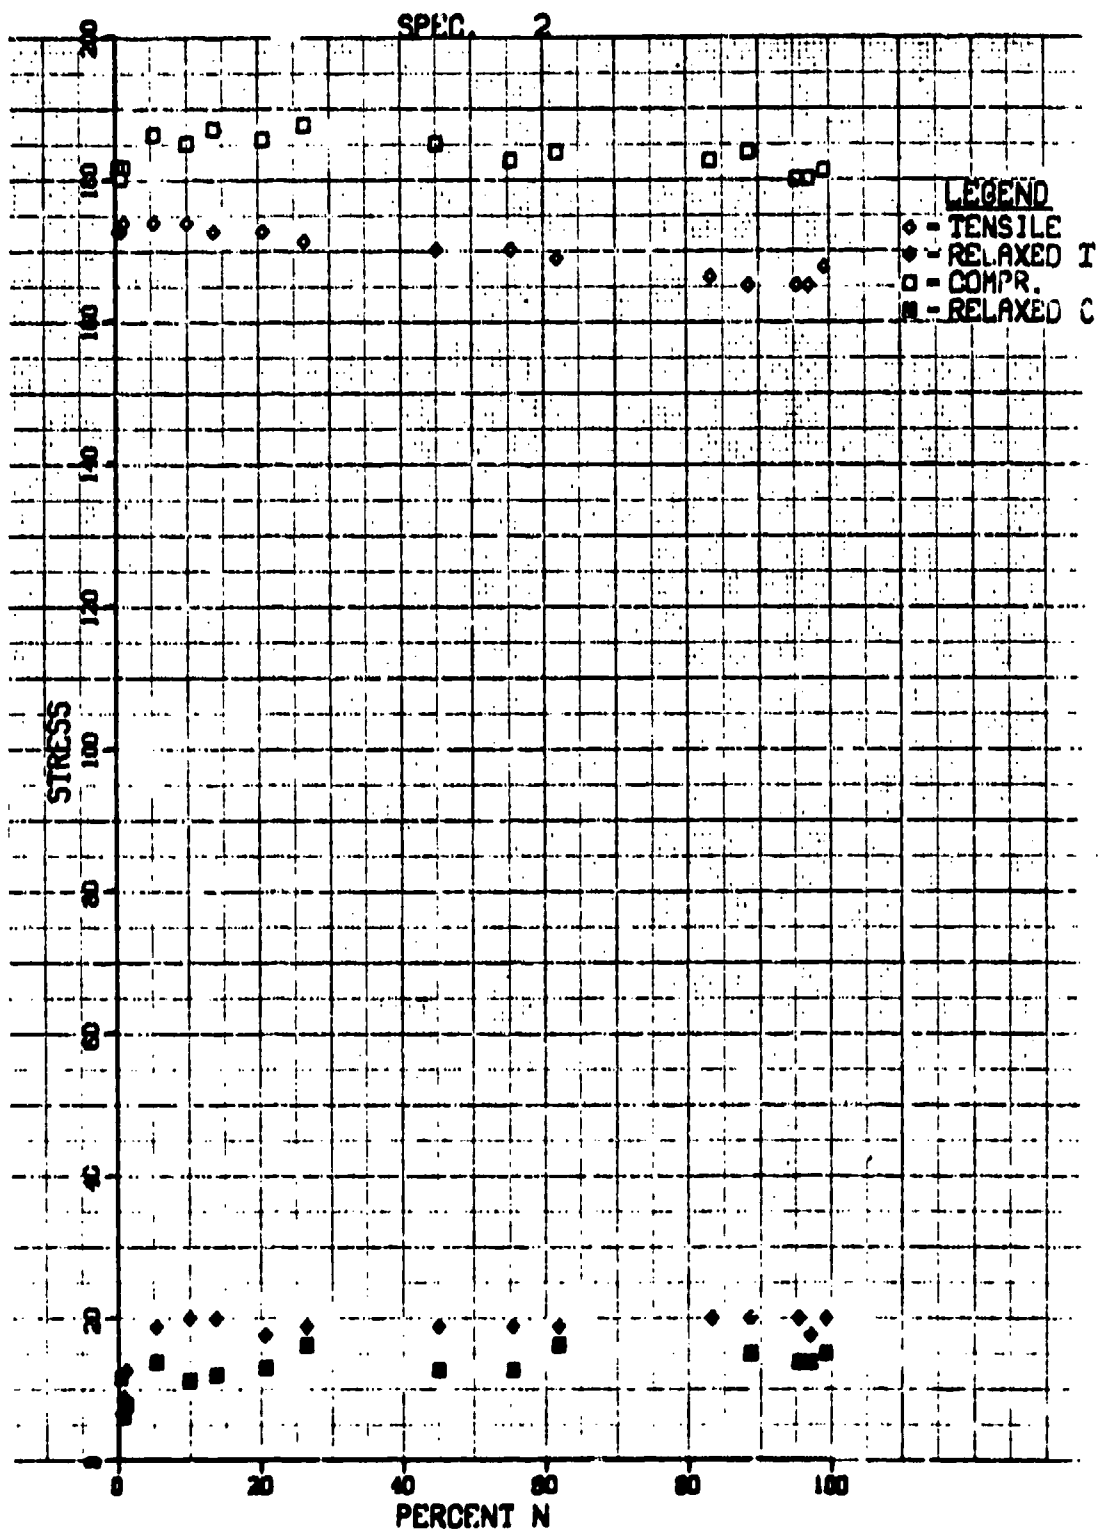 SPEC. 2
200
180
160
140
120
100
80
60
40
20
0
STRESS
LEGEND
◇ - TENSILE
◆ - RELAXED T
□ - COMPR.
■ - RELAXED C
0 20 40 60 80 100
PERCENT N